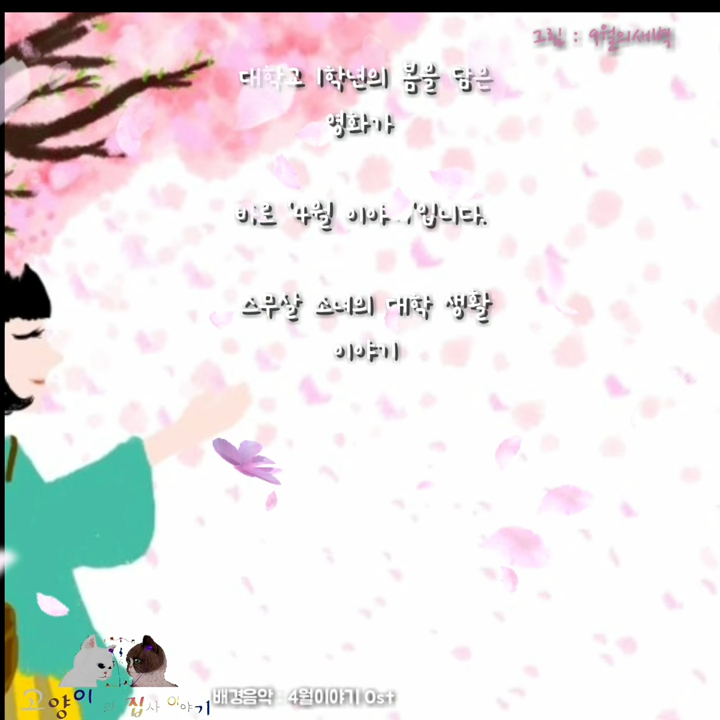 그림 : 9월의새벽
대학교 1학년의 봄을 담은
영화가
바로 '4월 이야기'입니다.
스무살 소녀의 대학 생활
이야기
고양이와 집사 이야기
배경음악 : 4월이야기 Ost